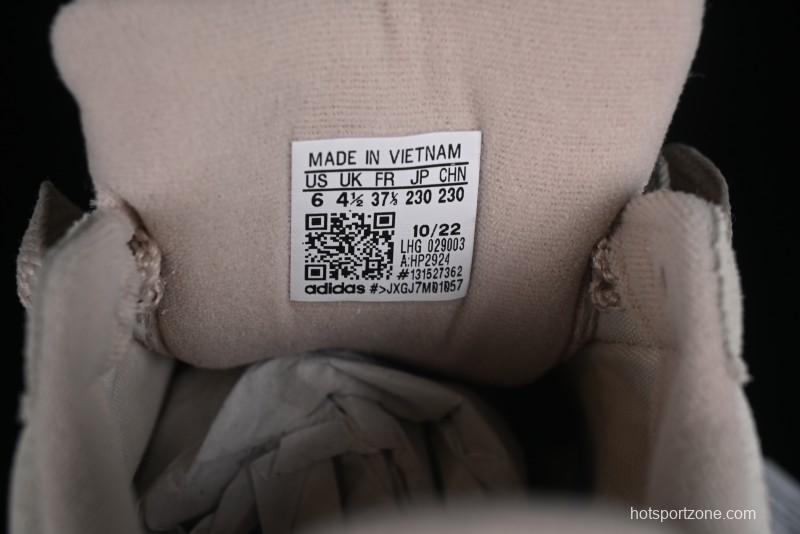 MADE IN VIETNAM
US UK FR JP CHN
6 4½ 37⅓ 230 230
10/22
LHG 029003
A:HP2924
#131527362
adidas #>JXGJ7M01057
hotsportzone.com